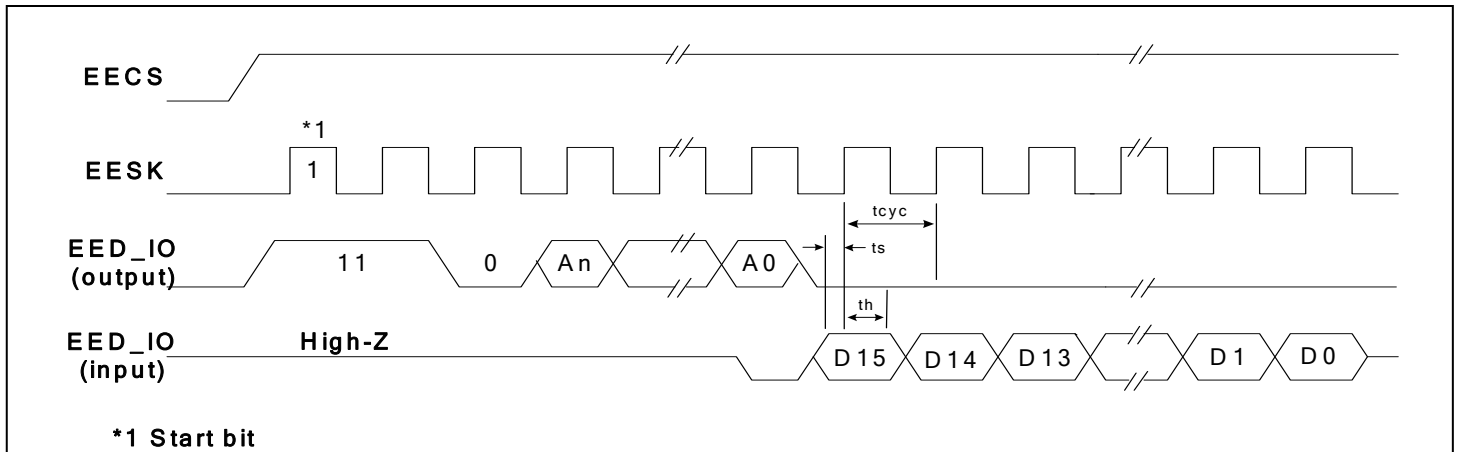 EECS
*1
EESK
1
tcyc
ts
EED_IO
(output)
11
0
An
A0
th
EED_IO
(input)
High-Z
D15
D14
D13
D1
D0
*1 Start bit